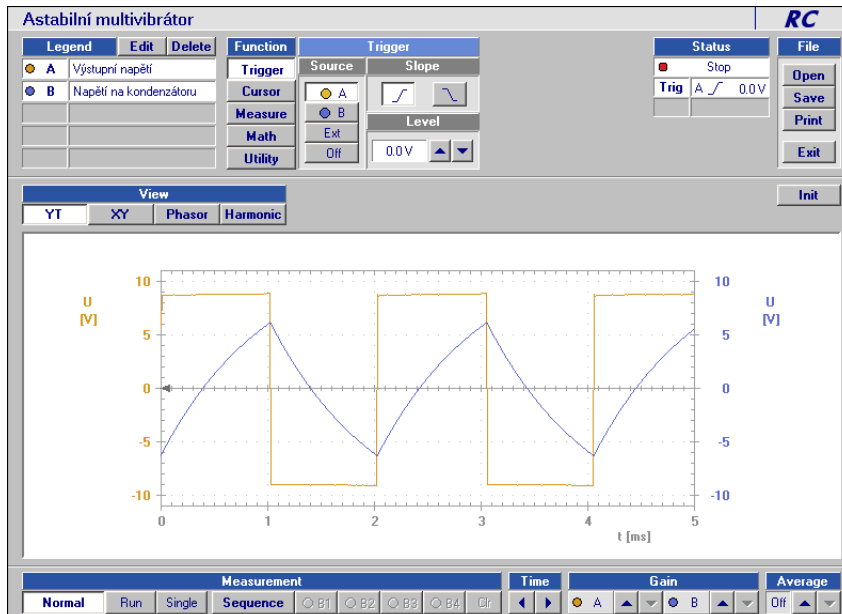 Astabilní multivibrátor RC
Legend Edit Delete Function Trigger Status File
A Výstupní napětí Trigger Source Slope Stop Open
B Napětí na kondenzátoru Cursor A Trig A 0.0 V Save
Measure B Level Print
Math Ext
Utility Off 0.0 V Exit
View Init
YT XY Phasor Harmonic
10 10
U U
[V] [V]
5 5
0 0
-5 -5
-10 -10
0 1 2 3 4 5
t [ms]
Measurement Time Gain Average
Normal Run Single Sequence B1 B2 B3 B4 Clr A B Off